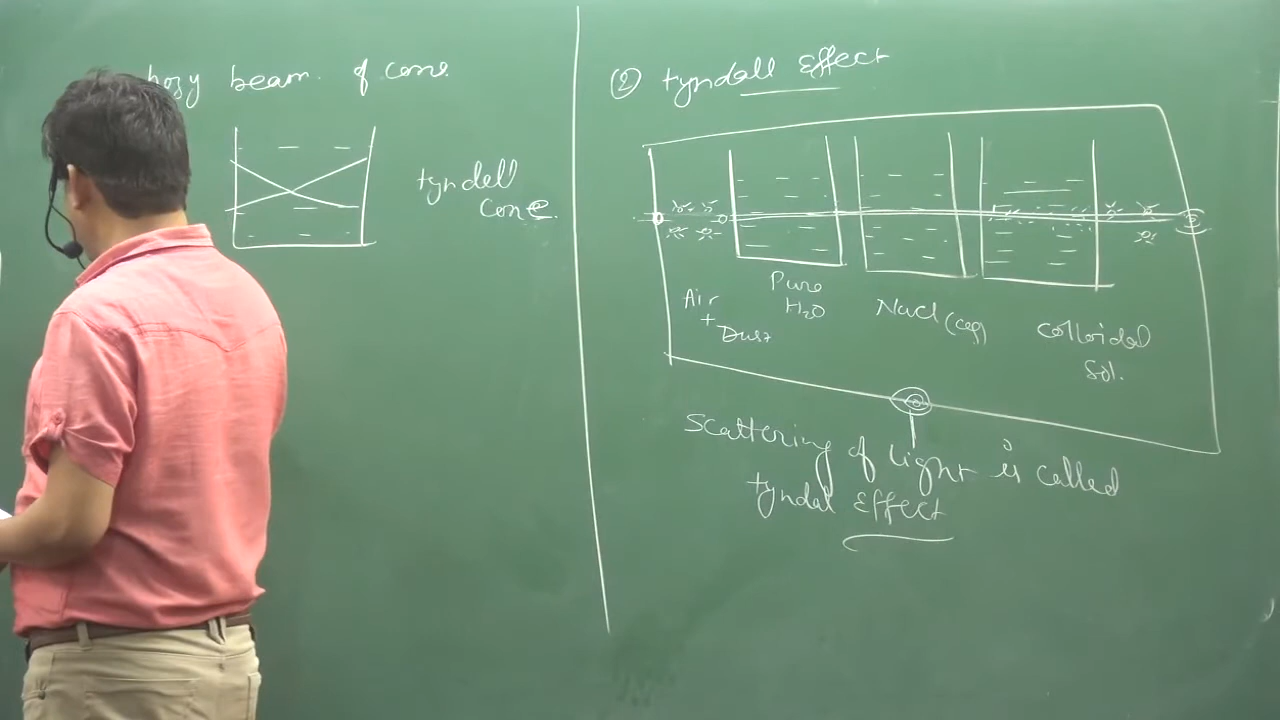 hazy beam of cone
tyndell
cone
② tyndall Effect
Air
+
Dust
Pure
H₂O
Nacl (aq)
Colloidal
Sol.
Scattering of light is called
tyndal Effect